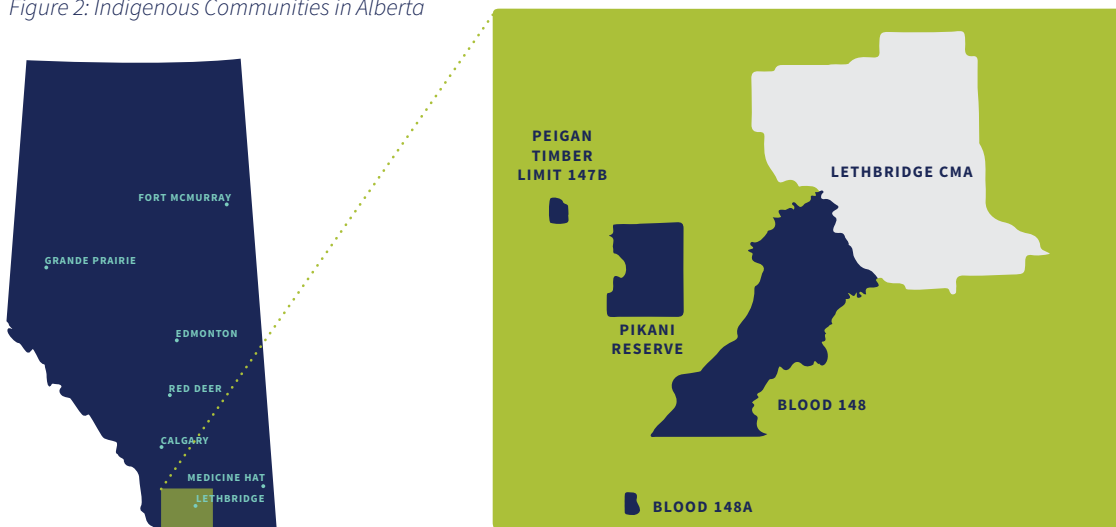 Figure 2: Indigenous Communities in Alberta
FORT MCMURRAY
GRANDE PRAIRIE
EDMONTON
RED DEER
CALGARY
MEDICINE HAT
LETHBRIDGE
PEIGAN
TIMBER
LIMIT 147B
LETHBRIDGE CMA
PIKANI
RESERVE
BLOOD 148
BLOOD 148A